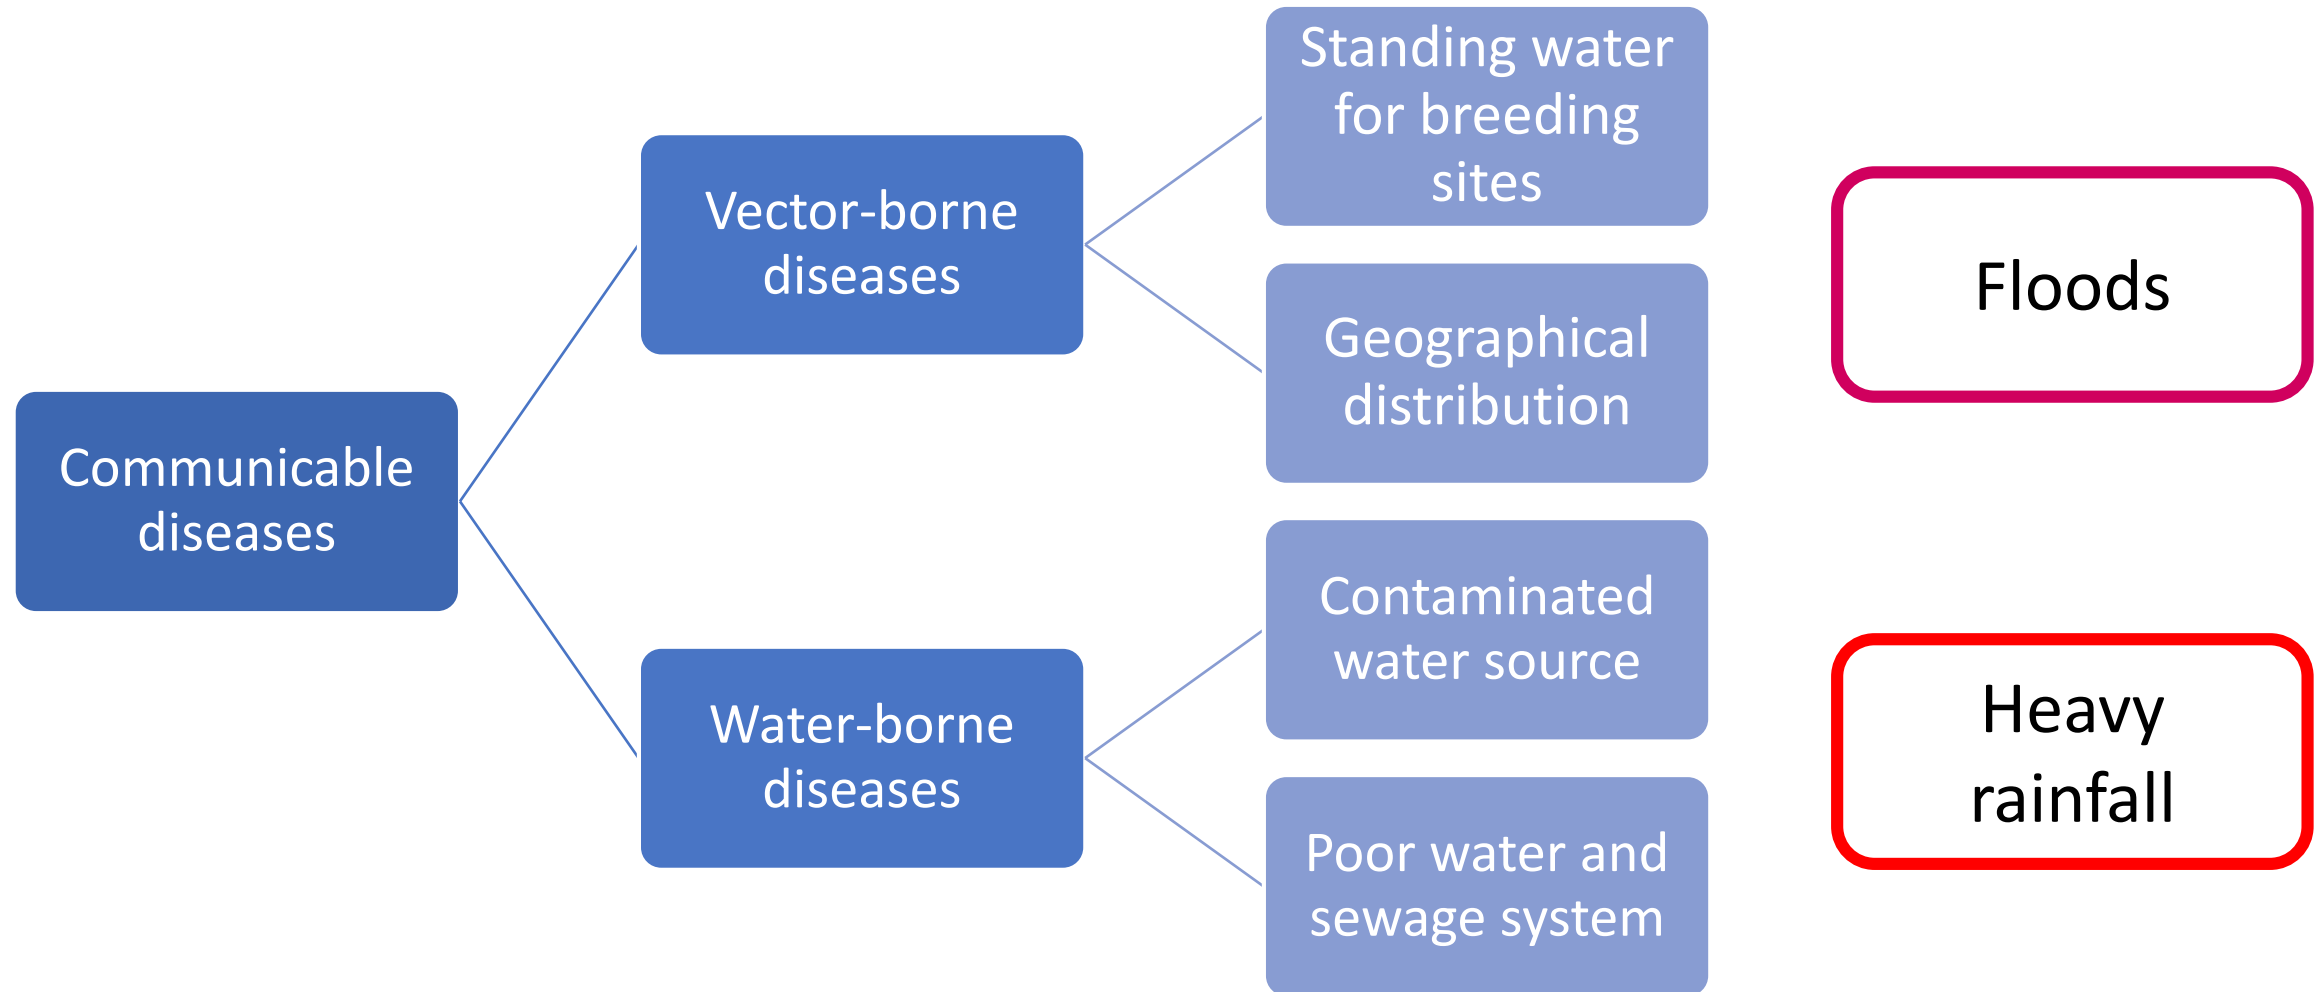 Communicable
diseases
Vector-borne
diseases
Water-borne
diseases
Standing water
for breeding
sites
Geographical
distribution
Contaminated
water source
Poor water and
sewage system
Floods
Heavy
rainfall